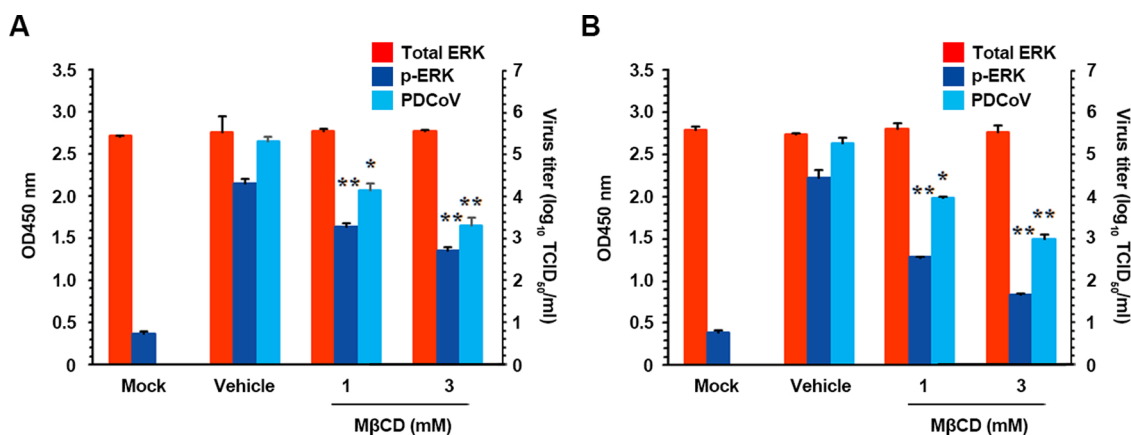 A
Total ERK
p-ERK
PDCoV
3.5
3.0
2.5
2.0
1.5
1.0
0.5
0
OD450 nm
7
6
5
4
3
2
1
0
Virus titer (log10 TCID50/ml)
**
*
**
**
Mock
Vehicle
1
3
MβCD (mM)
B
Total ERK
p-ERK
PDCoV
3.5
3.0
2.5
2.0
1.5
1.0
0.5
0
OD450 nm
7
6
5
4
3
2
1
0
Virus titer (log10 TCID50/ml)
**
*
**
**
Mock
Vehicle
1
3
MβCD (mM)